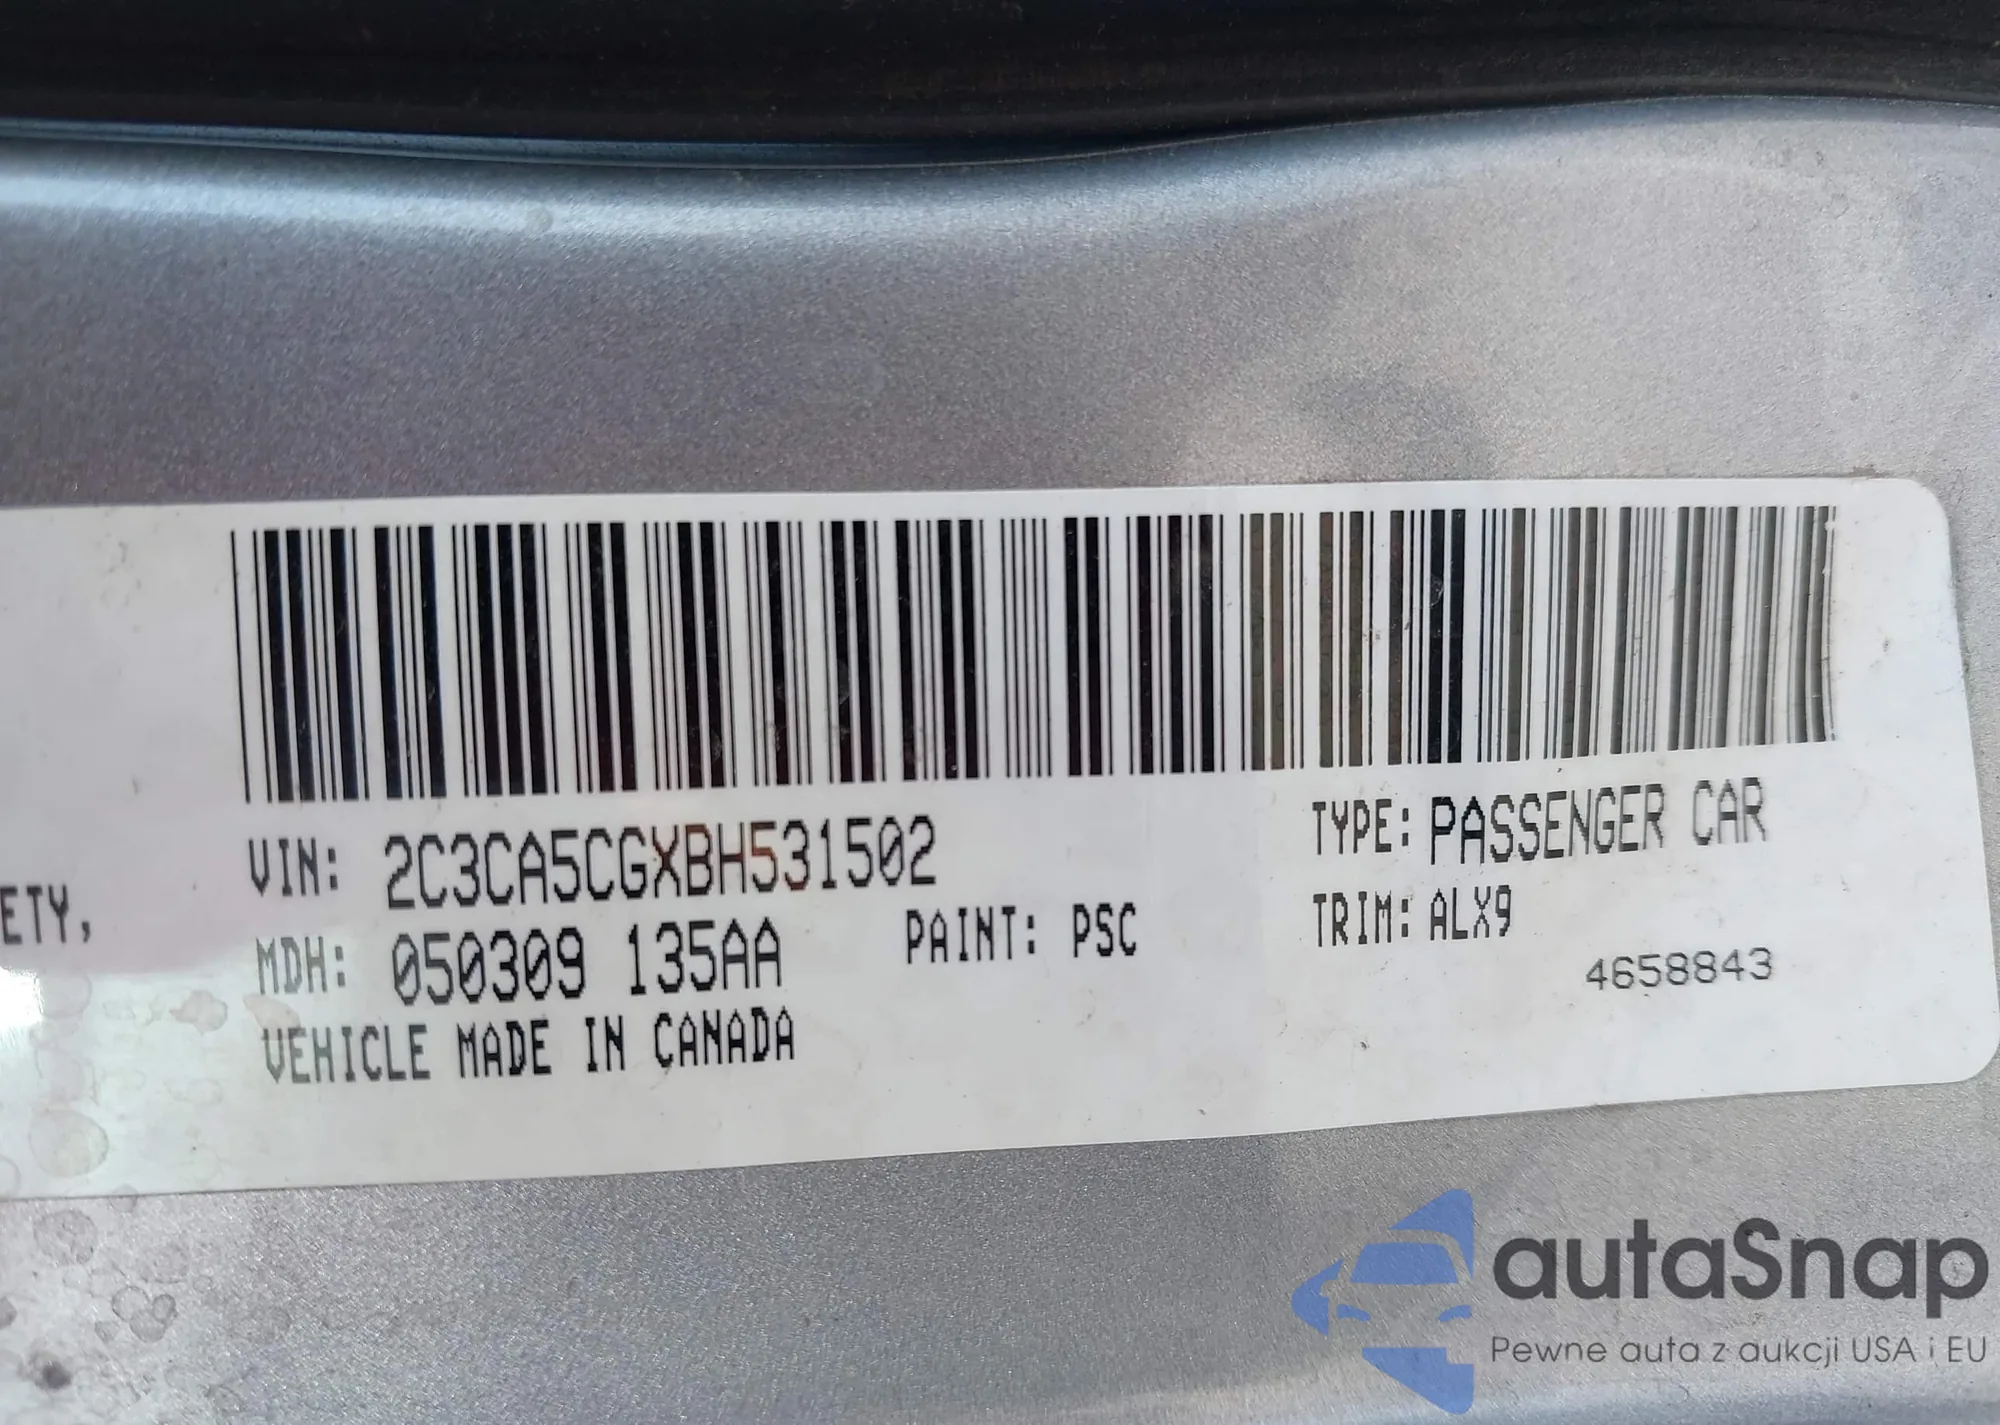 VIN: 2C3CA5CGXBH531502
TYPE: PASSENGER CAR
ETY,
MDH: 050309 135AA
PAINT: PSC
TRIM: ALX9
4658843
VEHICLE MADE IN CANADA
autaSnap
Pewne auta z aukcji USA i EU